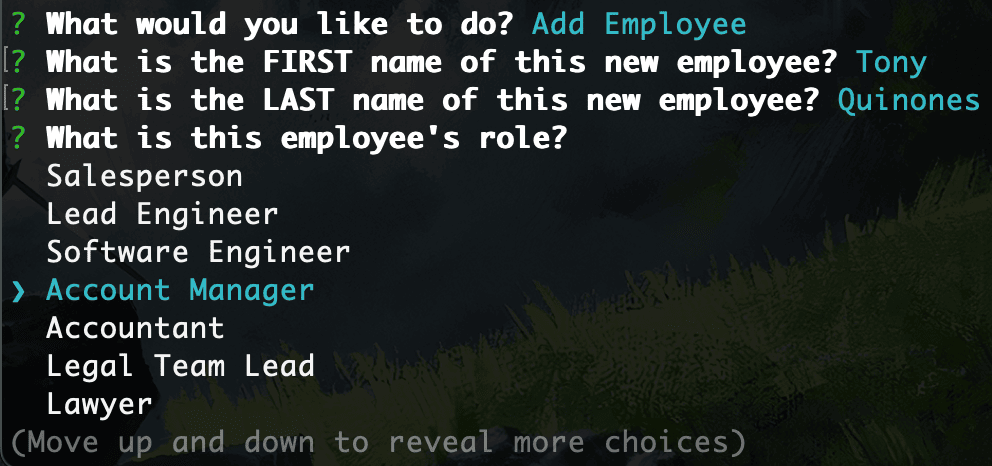 ? What would you like to do? Add Employee
[? What is the FIRST name of this new employee? Tony
[? What is the LAST name of this new employee? Quinones
? What is this employee's role?
Salesperson
Lead Engineer
Software Engineer
❯ Account Manager
Accountant
Legal Team Lead
Lawyer
(Move up and down to reveal more choices)